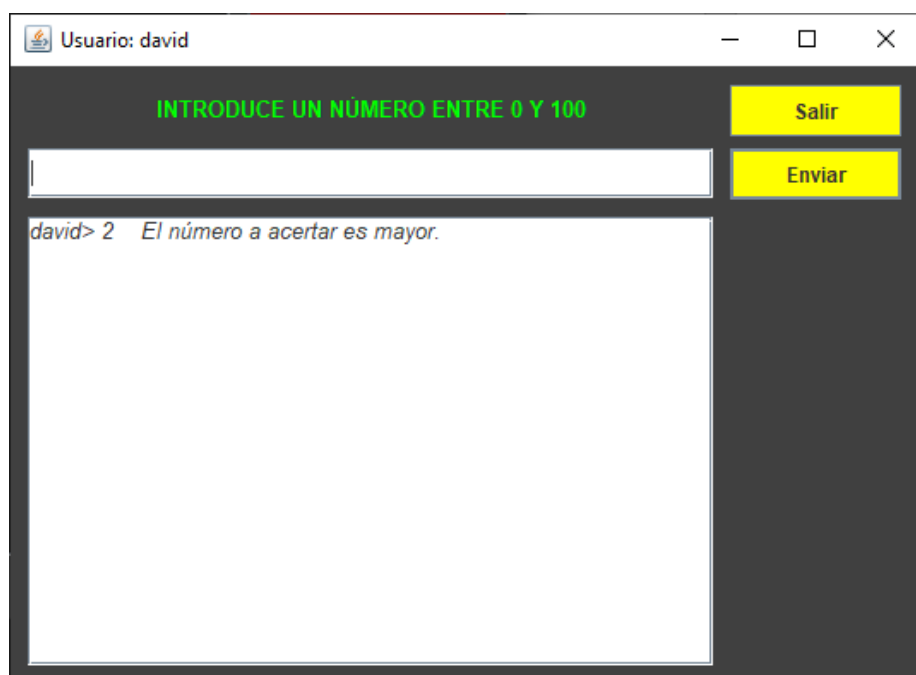 Usuario: david
INTRODUCE UN NÚMERO ENTRE 0 Y 100
Salir
Enviar
david> 2 El número a acertar es mayor.